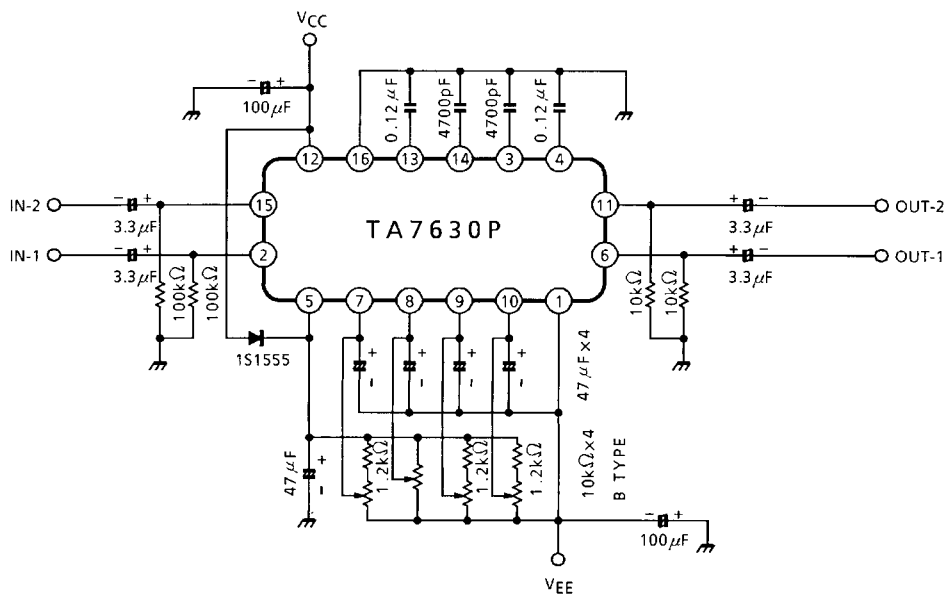 VCC
− +
100μF
0.12μF
4700pF
4700pF
0.12μF
12
16
13
14
3
4
IN-2
− +
3.3μF
15
TA7630P
11
+ −
3.3μF
OUT-2
IN-1
− +
3.3μF
2
6
+ −
3.3μF
OUT-1
100kΩ
100kΩ
10kΩ
10kΩ
5
7
8
9
10
1
1S1555
+
−
+
−
+
−
+
−
47μF×4
47μF
+
−
1.2kΩ
1.2kΩ
1.2kΩ
10kΩ×4
B TYPE
− +
100μF
VEE